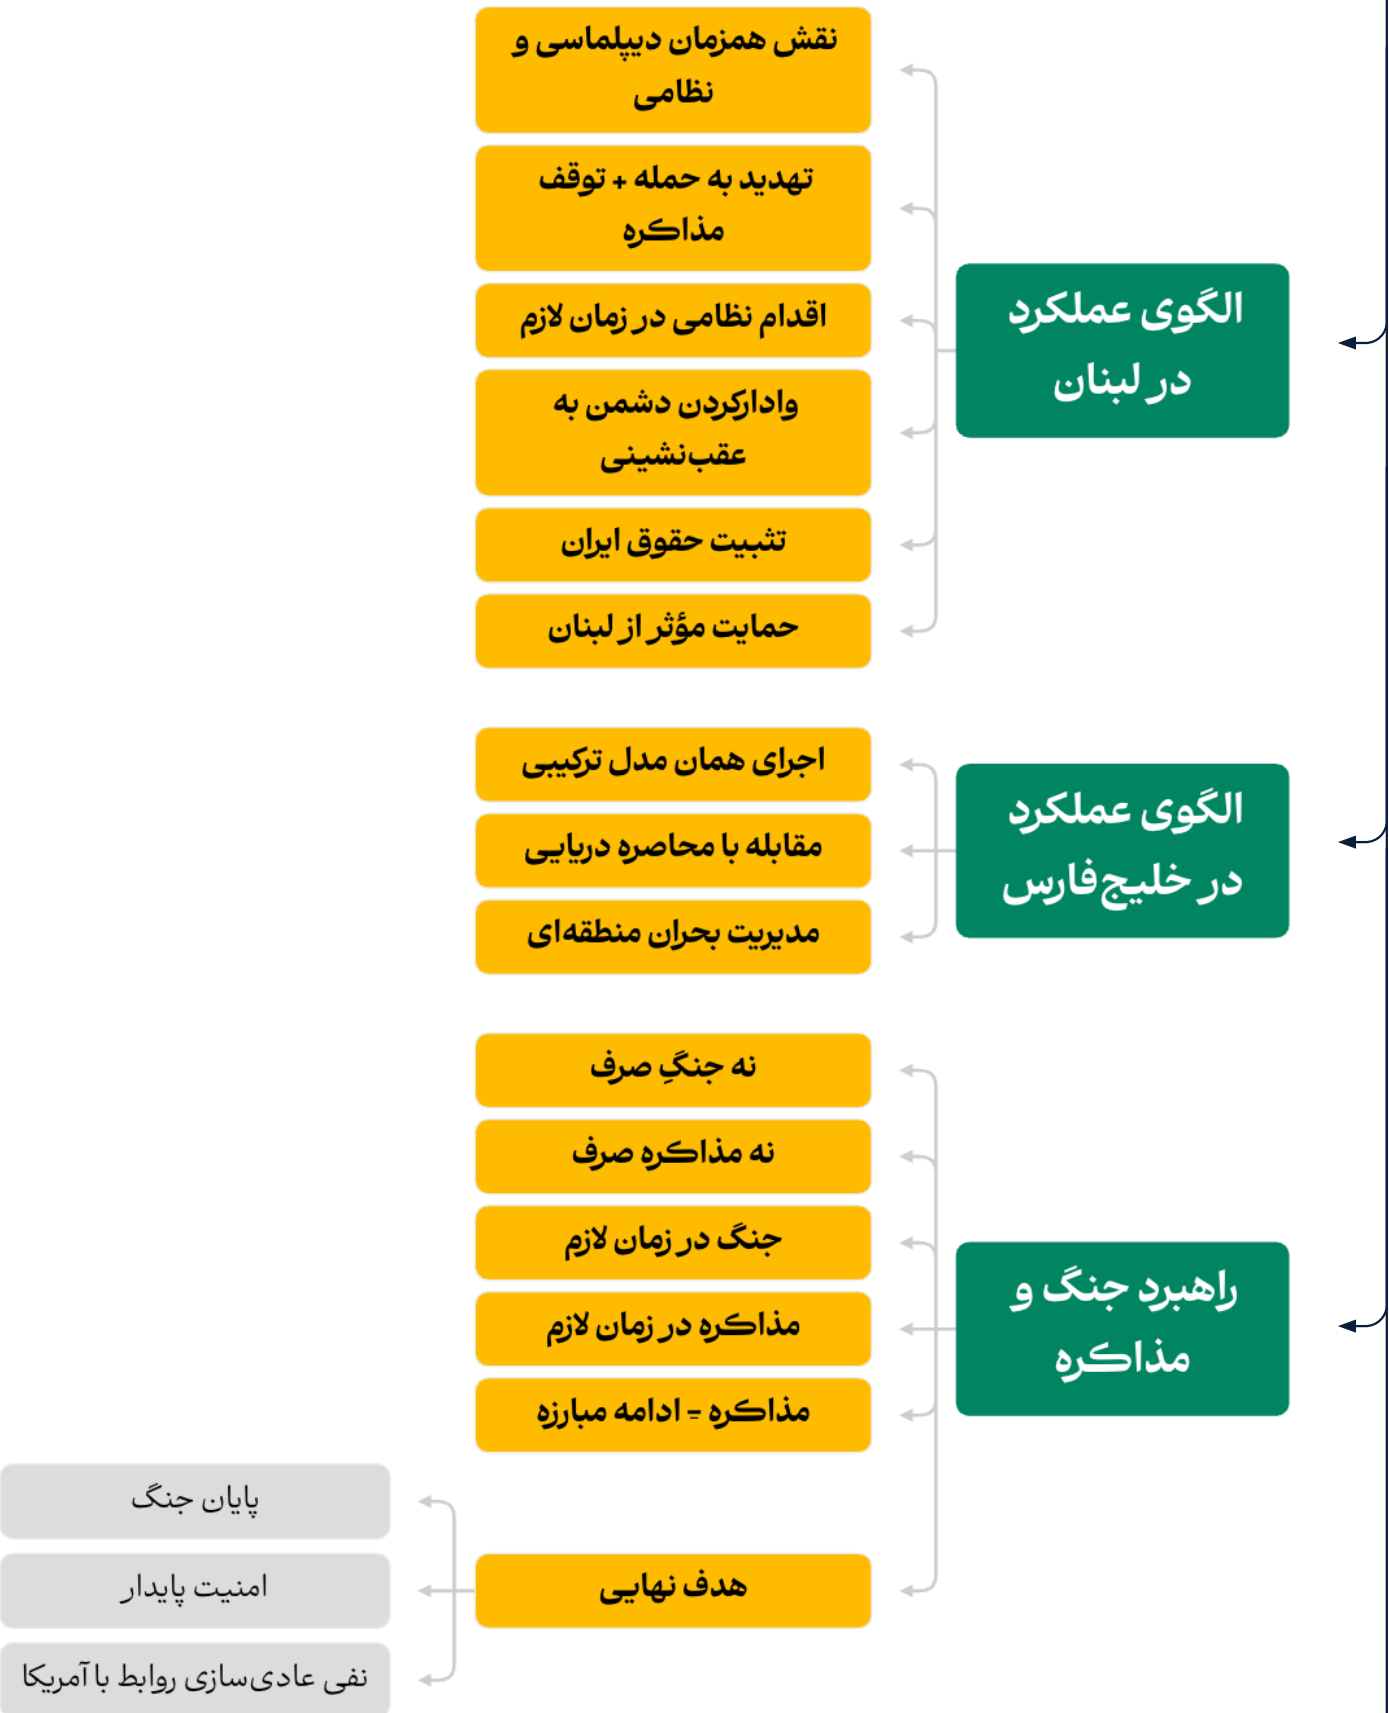 الگوی عملکرد
در لبنان
نقش همزمان دیپلماسی و
نظامی
تهدید به حمله + توقف
مذاکره
اقدام نظامی در زمان لازم
وادارکردن دشمن به
عقب‌نشینی
تثبیت حقوق ایران
حمایت مؤثر از لبنان
الگوی عملکرد
در خلیج‌فارس
اجرای همان مدل ترکیبی
مقابله با محاصره دریایی
مدیریت بحران منطقه‌ای
راهبرد جنگ و
مذاکره
نه جنگِ صرف
نه مذاکره صرف
جنگ در زمان لازم
مذاکره در زمان لازم
مذاکره = ادامه مبارزه
هدف نهایی
پایان جنگ
امنیت پایدار
نفی عادی‌سازی روابط با آمریکا